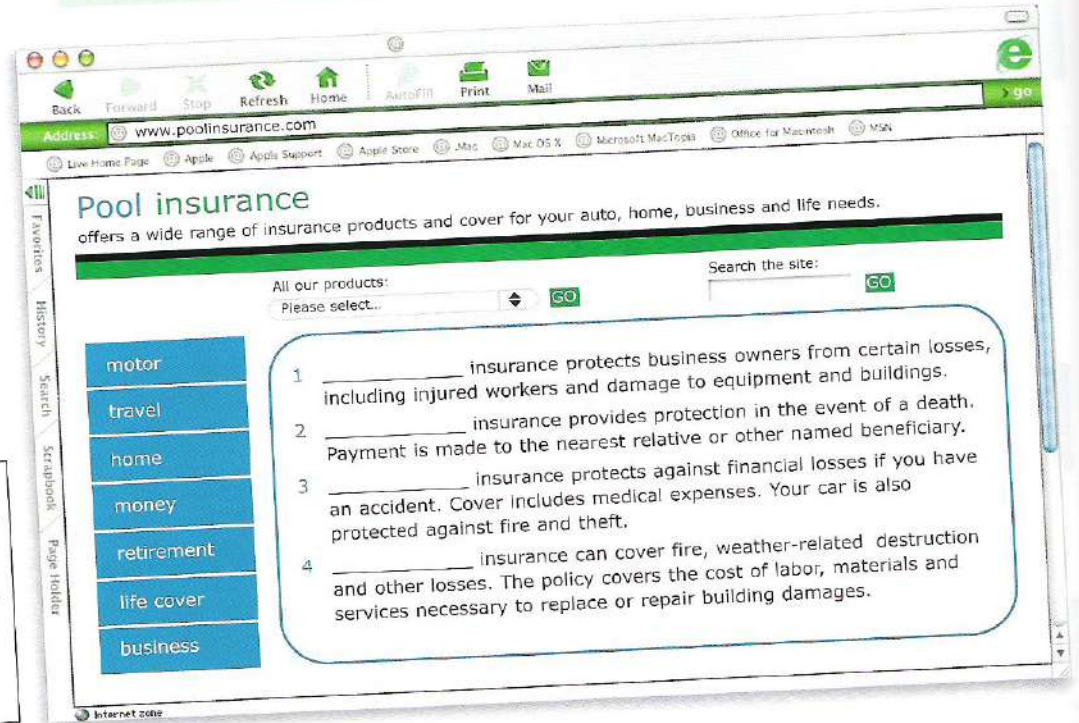 Back Forward Stop Refresh Home AutoFill Print Mail
Address: www.poolinsurance.com > go
Live Home Page Apple Apple Support Apple Store .Mac Mac OS X Microsoft MacTopia Office for Macintosh MSN
Favorites
History
Search
Scrapbook
Page Holder
Pool insurance
offers a wide range of insurance products and cover for your auto, home, business and life needs.
All our products:
Please select...
GO
Search the site:
GO
motor
travel
home
money
retirement
life cover
business
1 ____________ insurance protects business owners from certain losses,
including injured workers and damage to equipment and buildings.
2 ____________ insurance provides protection in the event of a death.
Payment is made to the nearest relative or other named beneficiary.
3 ____________ insurance protects against financial losses if you have
an accident. Cover includes medical expenses. Your car is also
protected against fire and theft.
4 ____________ insurance can cover fire, weather-related destruction
and other losses. The policy covers the cost of labor, materials and
services necessary to replace or repair building damages.
Internet zone